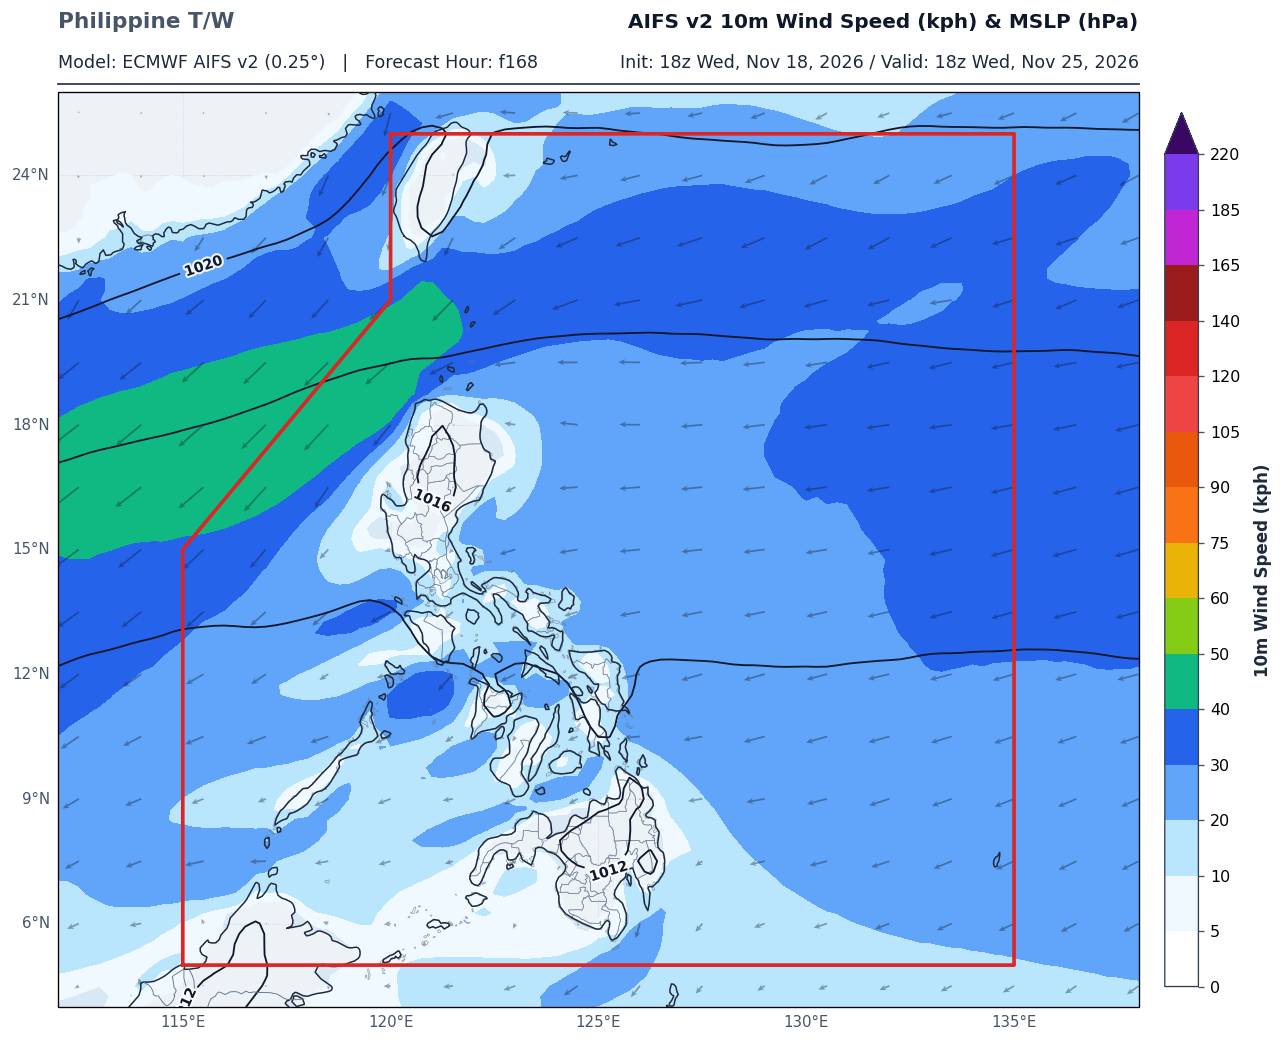 Philippine T/W
AIFS v2 10m Wind Speed (kph) & MSLP (hPa)
Model: ECMWF AIFS v2 (0.25°) | Forecast Hour: f168
Init: 18z Wed, Nov 18, 2026 / Valid: 18z Wed, Nov 25, 2026
24°N
21°N
18°N
15°N
12°N
9°N
6°N
1020
1016
1012
12
115°E
120°E
125°E
130°E
135°E
220
185
165
140
120
105
90
75
60
50
40
30
20
10
5
0
10m Wind Speed (kph)